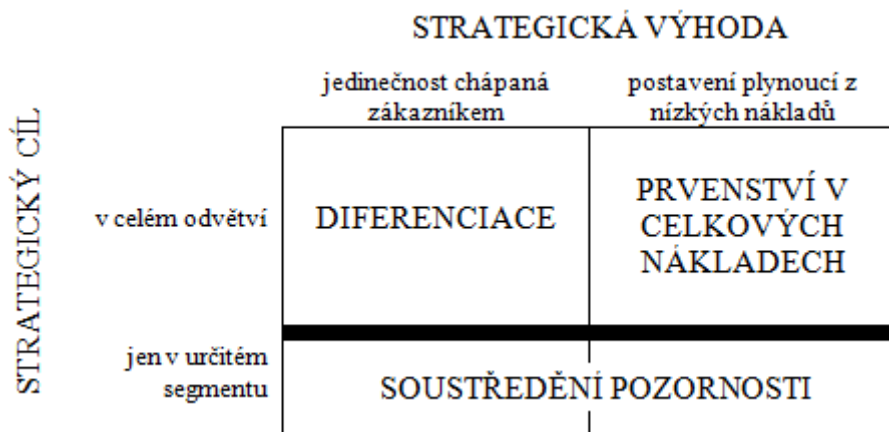 STRATEGICKÁ VÝHODA
jedinečnost chápaná
zákazníkem
postavení plynoucí z
nízkých nákladů
STRATEGICKÝ CÍL
v celém odvětví
DIFERENCIACE
PRVENSTVÍ V
CELKOVÝCH
NÁKLADECH
jen v určitém
segmentu
SOUSTŘEDĚNÍ POZORNOSTI